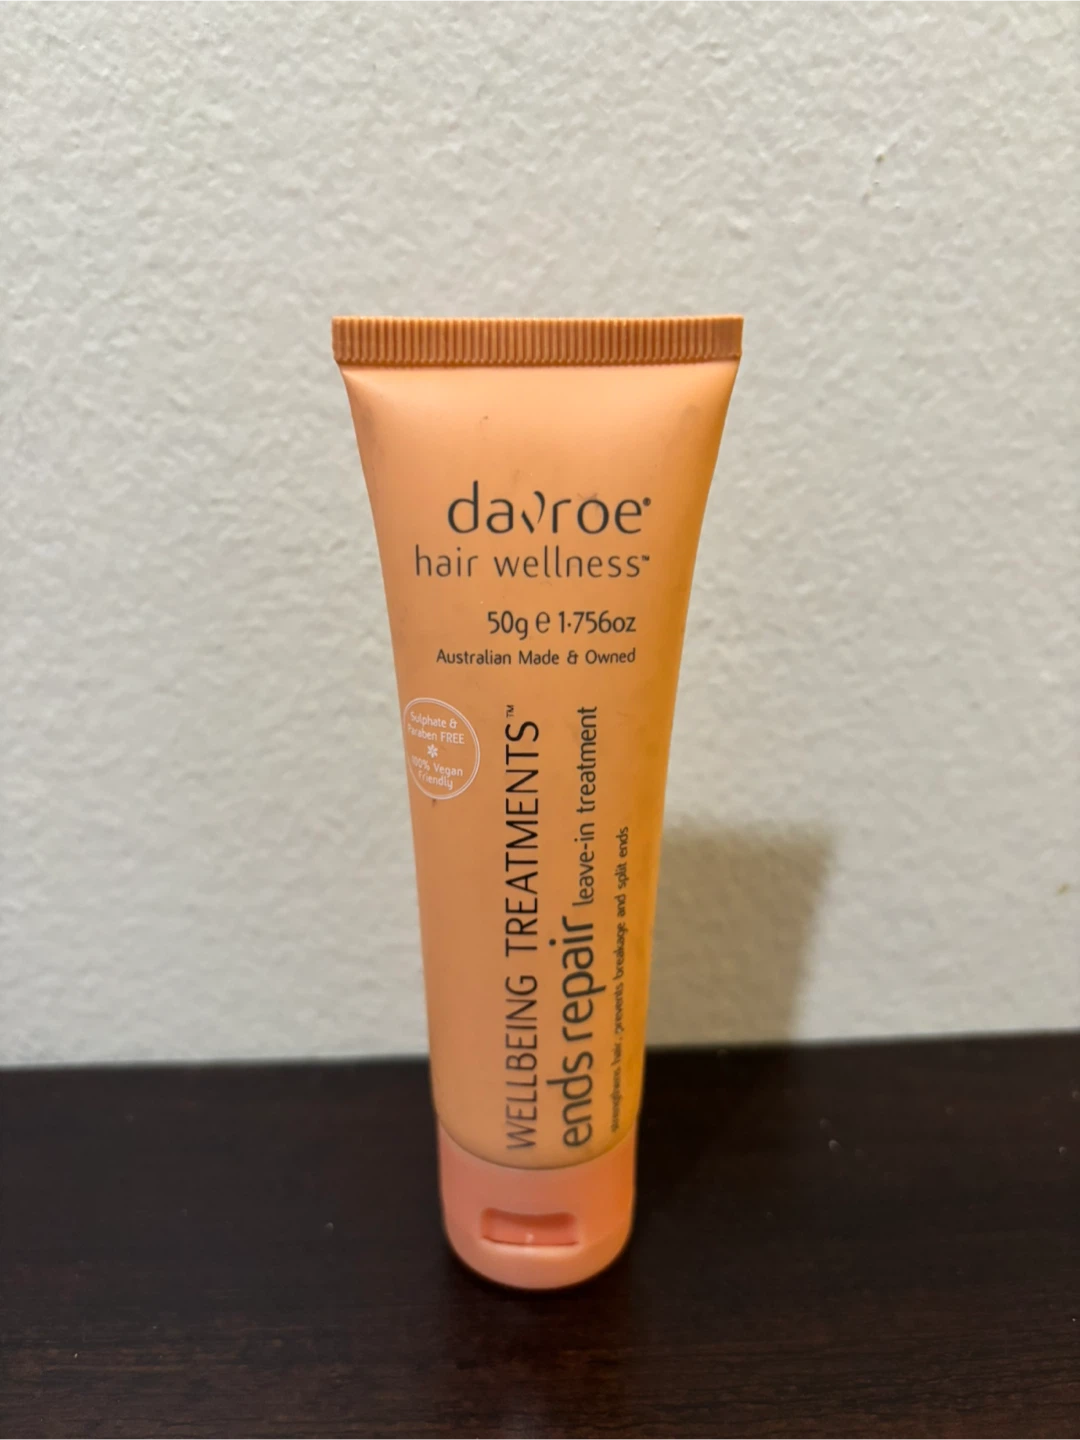 davroe®
hair wellness™
50g e 1·756oz
Australian Made & Owned
Sulphate &
Paraben FREE
100% Vegan
Friendly
WELLBEING TREATMENTS™
ends repair leave-in treatment
strengthens hair, prevents breakage and split ends